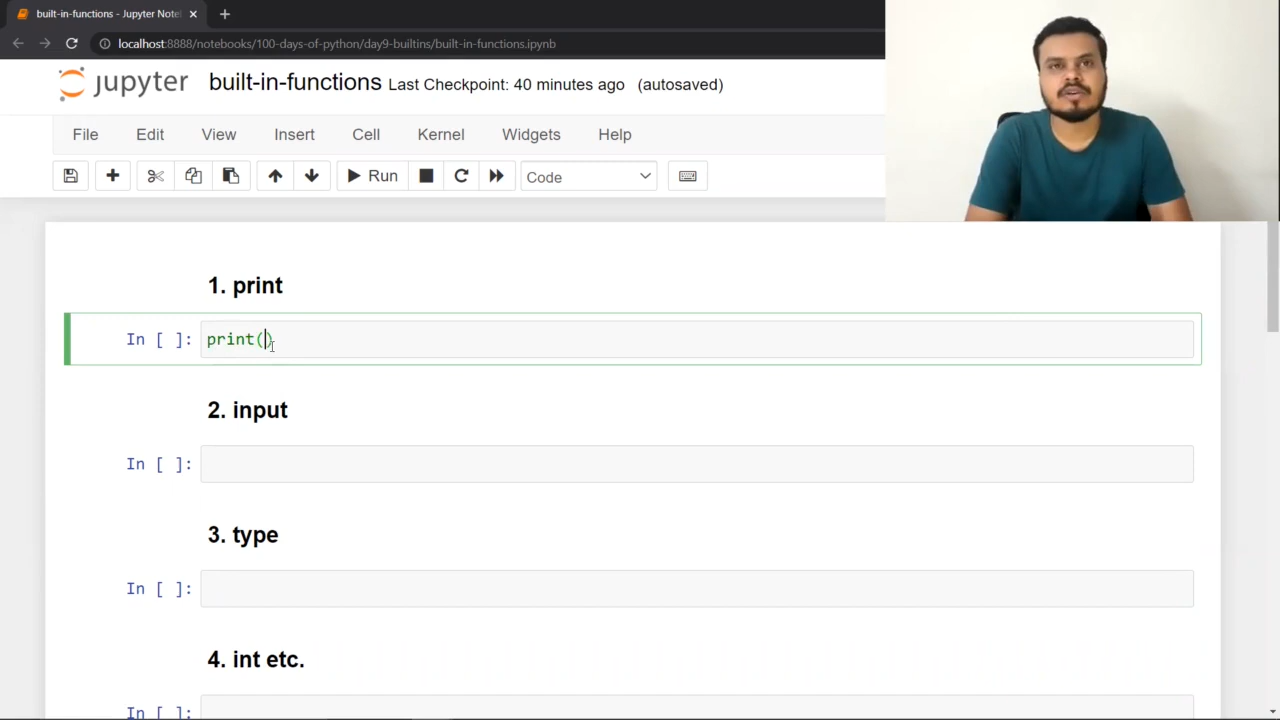 built-in-functions - Jupyter Note
localhost:8888/notebooks/100-days-of-python/day9-builtins/built-in-functions.ipynb
jupyter built-in-functions Last Checkpoint: 40 minutes ago (autosaved)
File Edit View Insert Cell Kernel Widgets Help
Run Code
1. print
In [ ]: print()
2. input
In [ ]:
3. type
In [ ]:
4. int etc.
In [ ]: